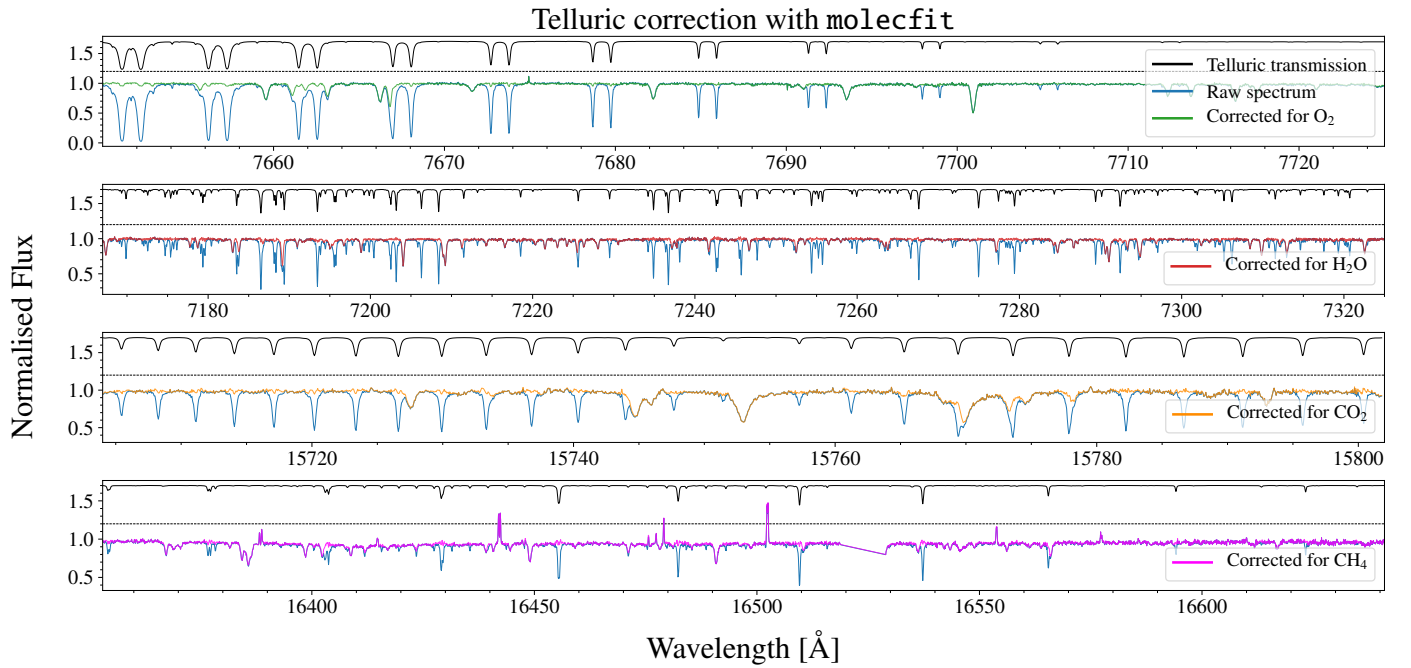 Telluric correction with molecfit
Normalised Flux
1.5
1.0
0.5
0.0
Telluric transmission
Raw spectrum
Corrected for O₂
7660 7670 7680 7690 7700 7710 7720
1.5
1.0
0.5
Corrected for H₂O
7180 7200 7220 7240 7260 7280 7300 7320
1.5
1.0
0.5
Corrected for CO₂
15720 15740 15760 15780 15800
1.5
1.0
0.5
Corrected for CH₄
16400 16450 16500 16550 16600
Wavelength [Å]